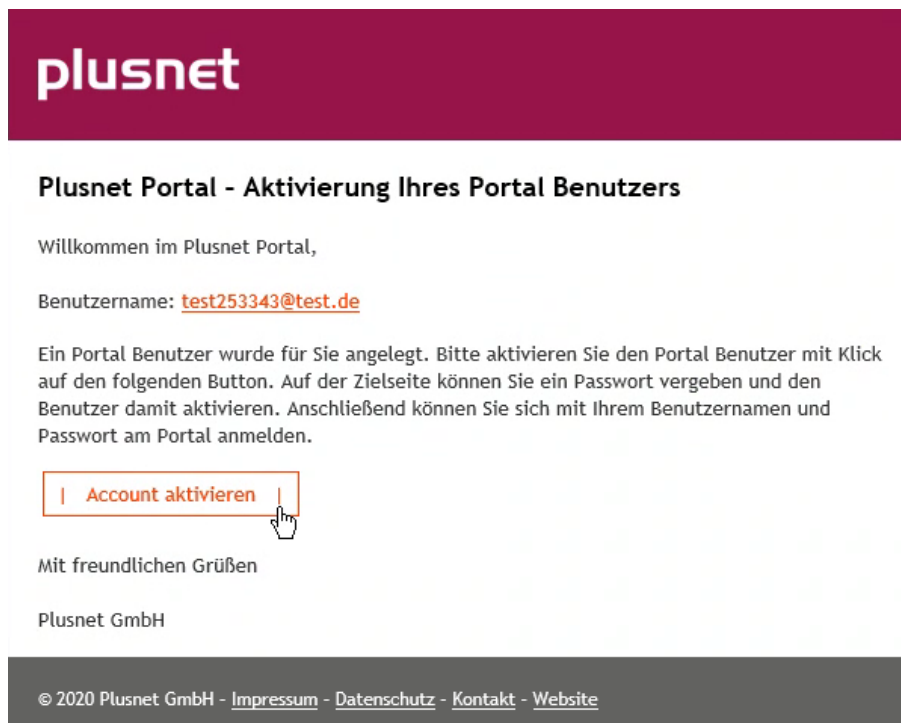 plusnet
Plusnet Portal - Aktivierung Ihres Portal Benutzers
Willkommen im Plusnet Portal,
Benutzername: test253343@test.de
Ein Portal Benutzer wurde für Sie angelegt. Bitte aktivieren Sie den Portal Benutzer mit Klick
auf den folgenden Button. Auf der Zielseite können Sie ein Passwort vergeben und den
Benutzer damit aktivieren. Anschließend können Sie sich mit Ihrem Benutzernamen und
Passwort am Portal anmelden.
| Account aktivieren |
Mit freundlichen Grüßen
Plusnet GmbH
© 2020 Plusnet GmbH - Impressum - Datenschutz - Kontakt - Website